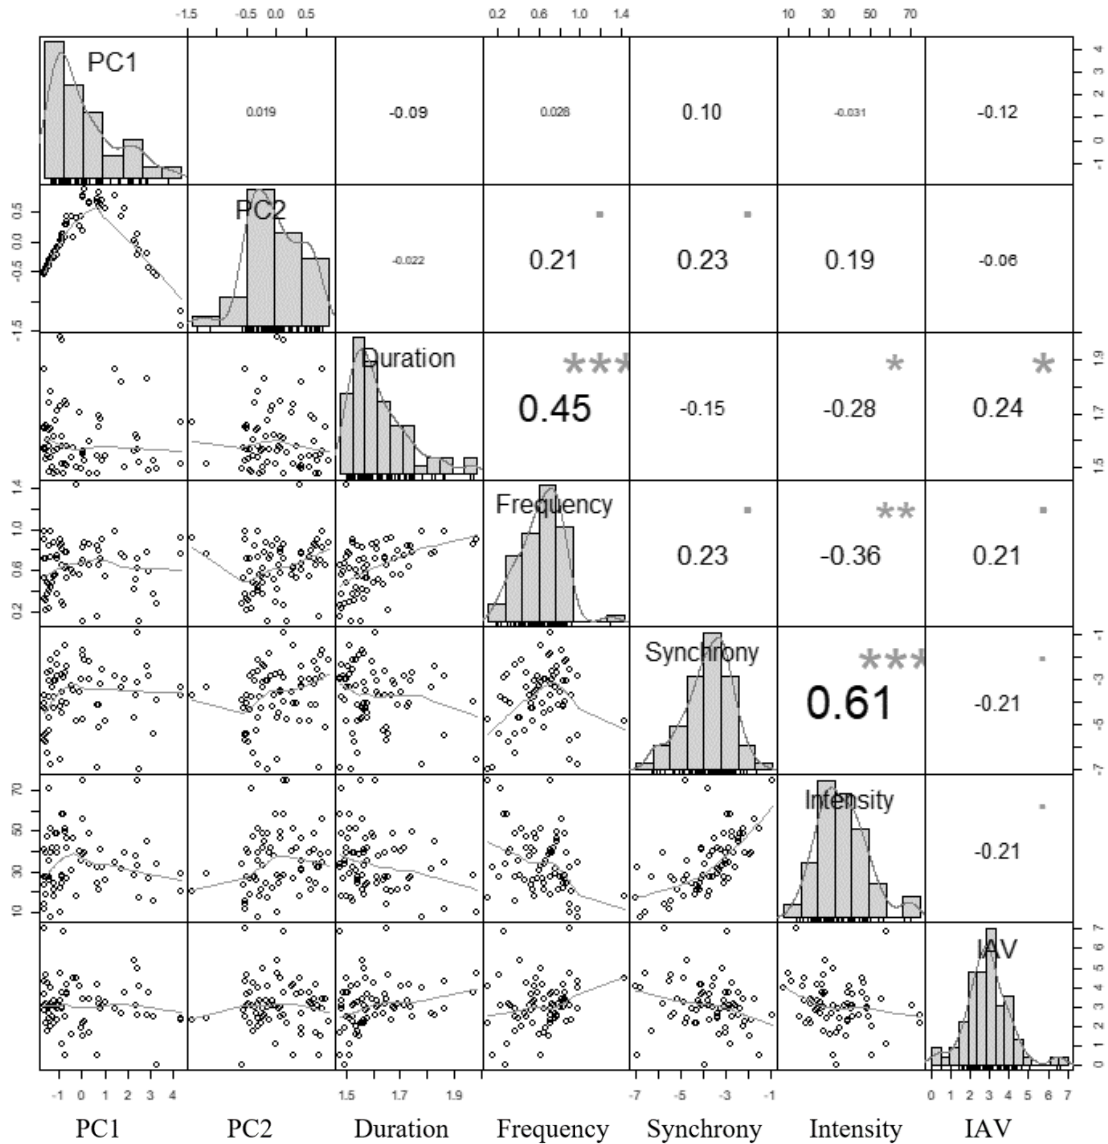 -1.5 -0.5 0.0 0.5 0.2 0.6 1.0 1.4 10 30 50 70
PC1 0.019 -0.09 0.028 0.10 -0.031 -0.12
4
3
2
1
0
-1
PC2 -0.022 0.21 0.23 0.19 -0.06
0.5
0.0
-0.5
-1.5
Duration *** * *
0.45 -0.15 -0.28 0.24
1.9
1.7
1.5
Frequency **
0.23 -0.36 0.21
1.4
1.0
0.6
0.2
Synchrony ***
0.61 -0.21
-1
-3
-5
-7
Intensity
-0.21
70
50
30
10
IAV
7
6
5
4
3
2
1
0
-1 0 1 2 3 4 1.5 1.7 1.9 -7 -5 -3 -1 0 1 2 3 4 5 6 7
PC1 PC2 Duration Frequency Synchrony Intensity IAV